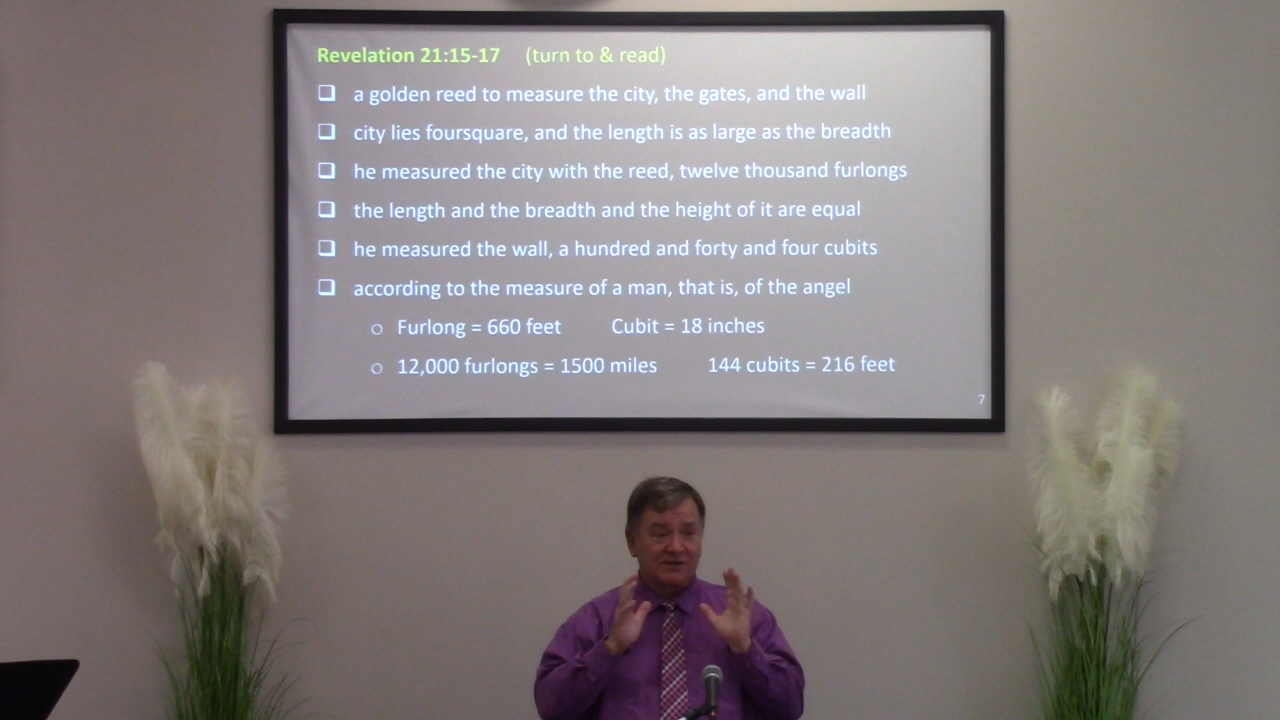 Revelation 21:15-17 (turn to & read)
❑ a golden reed to measure the city, the gates, and the wall
❑ city lies foursquare, and the length is as large as the breadth
❑ he measured the city with the reed, twelve thousand furlongs
❑ the length and the breadth and the height of it are equal
❑ he measured the wall, a hundred and forty and four cubits
❑ according to the measure of a man, that is, of the angel
○ Furlong = 660 feet Cubit = 18 inches
○ 12,000 furlongs = 1500 miles 144 cubits = 216 feet
7